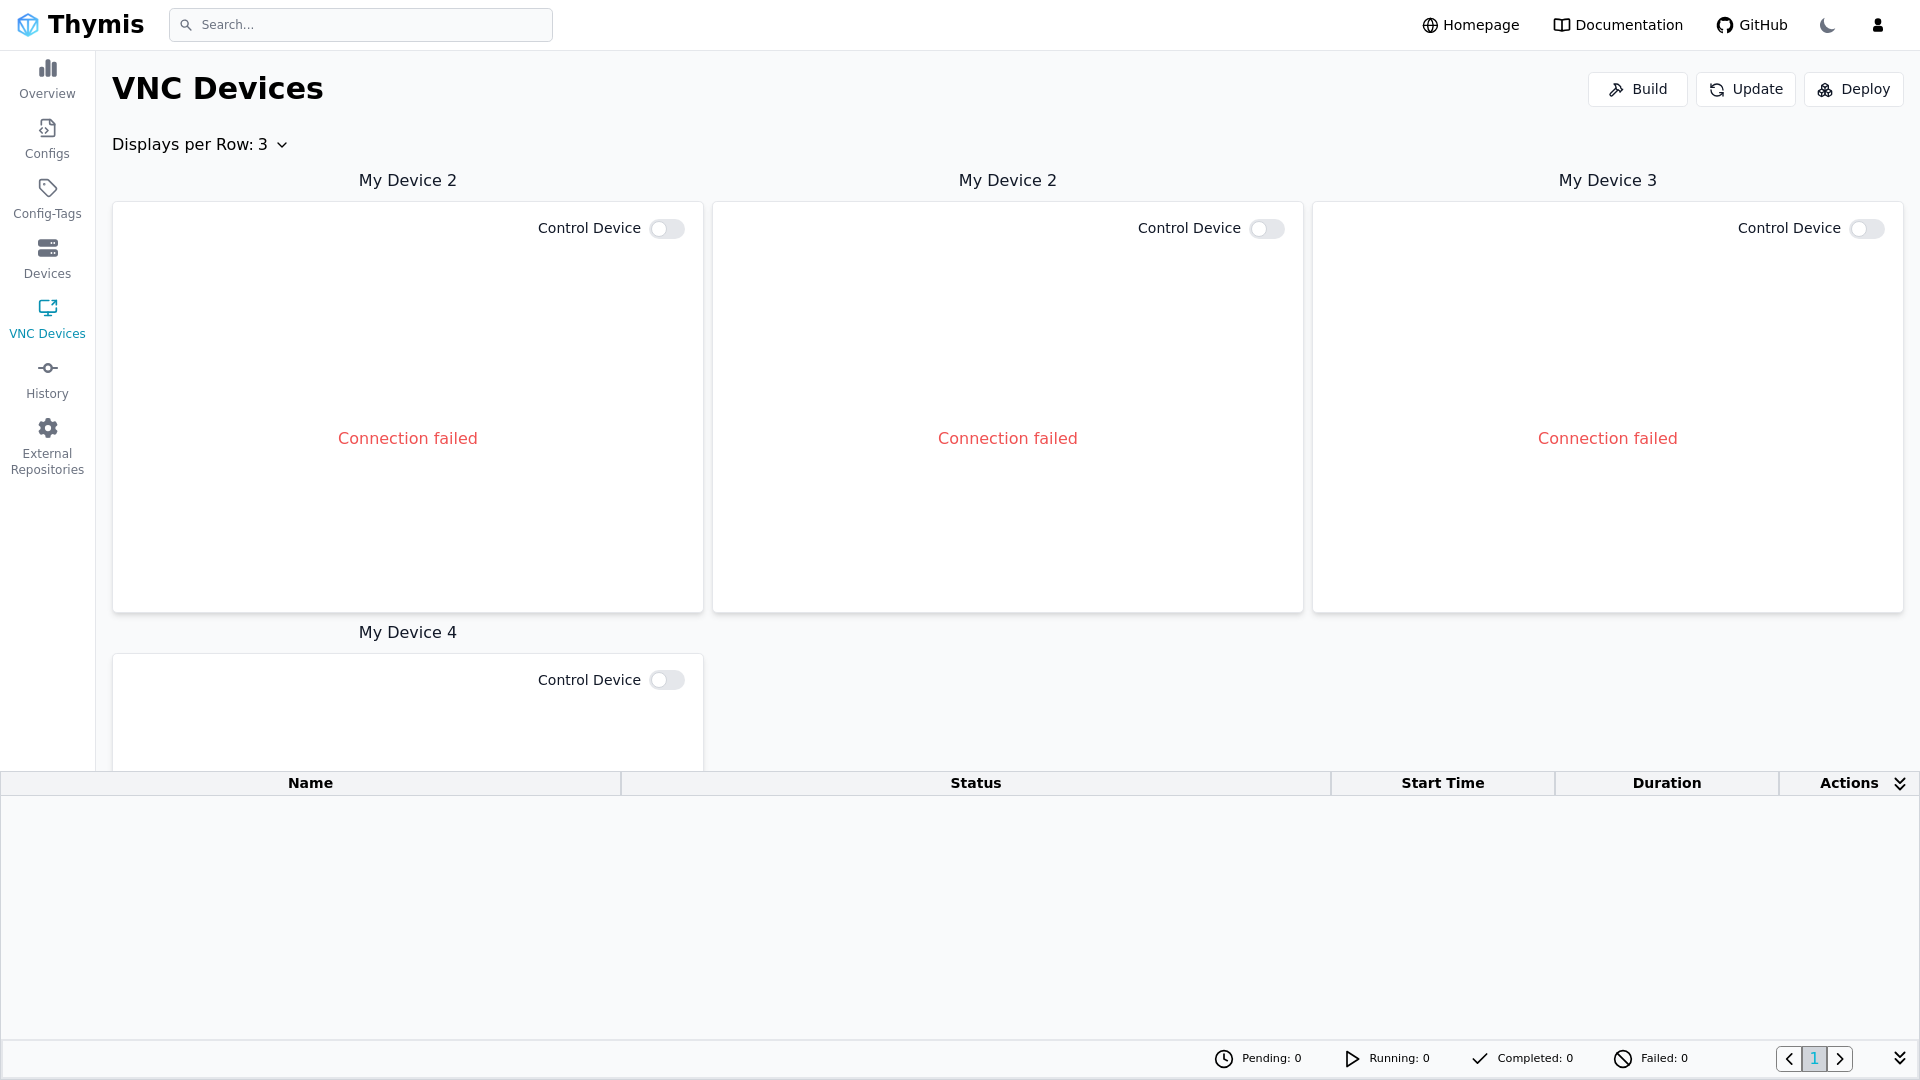 Thymis
Search...
Homepage
Documentation
GitHub
Overview
Configs
Config-Tags
Devices
VNC Devices
History
External
Repositories
VNC Devices
Build
Update
Deploy
Displays per Row: 3
My Device 2
My Device 2
My Device 3
Control Device
Control Device
Control Device
Connection failed
Connection failed
Connection failed
My Device 4
Control Device
Name
Status
Start Time
Duration
Actions
Pending: 0
Running: 0
Completed: 0
Failed: 0
1